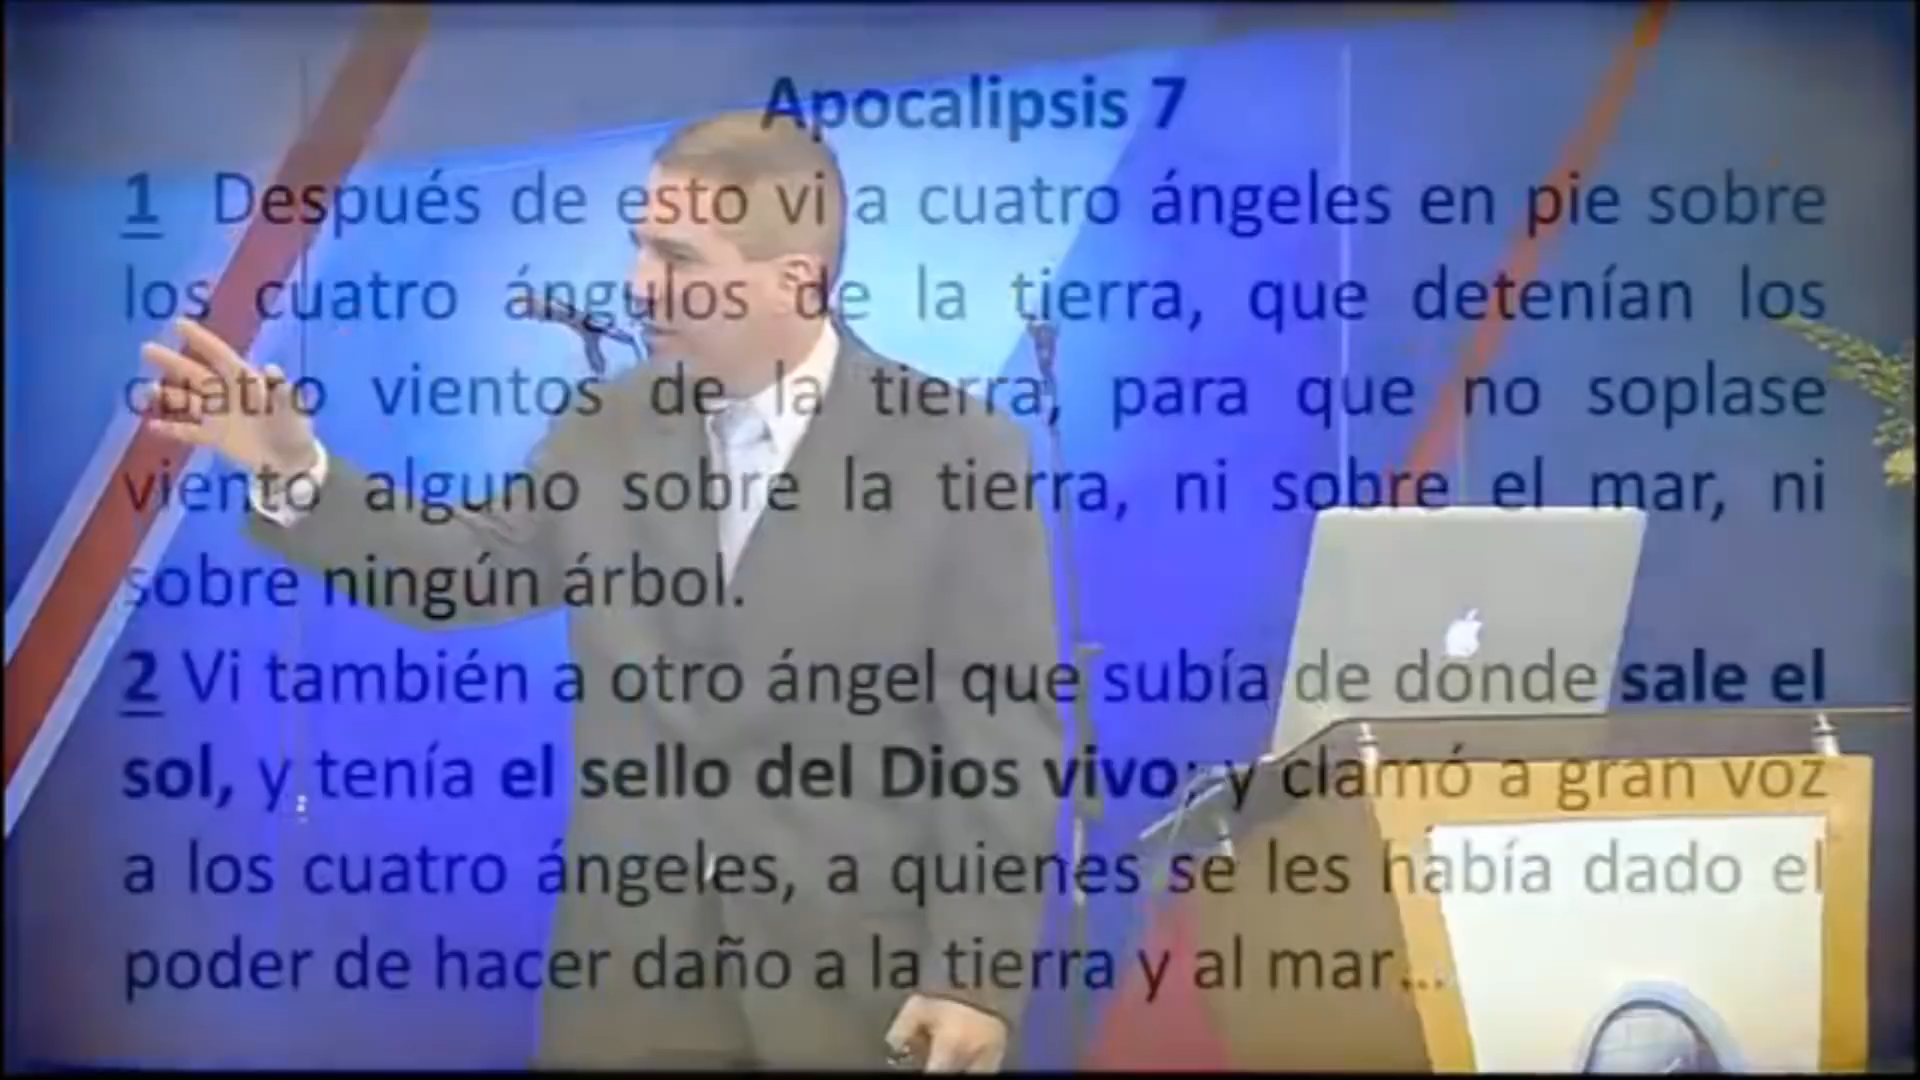 Apocalipsis 7
1 Después de esto vi a cuatro ángeles en pie sobre
los cuatro ángulos de la tierra, que detenían los
cuatro vientos de la tierra, para que no soplase
viento alguno sobre la tierra, ni sobre el mar, ni
sobre ningún árbol.
2 Vi también a otro ángel que subía de donde sale el
sol, y tenía el sello del Dios vivo; y clamó a gran voz
a los cuatro ángeles, a quienes se les había dado el
poder de hacer daño a la tierra y al mar...